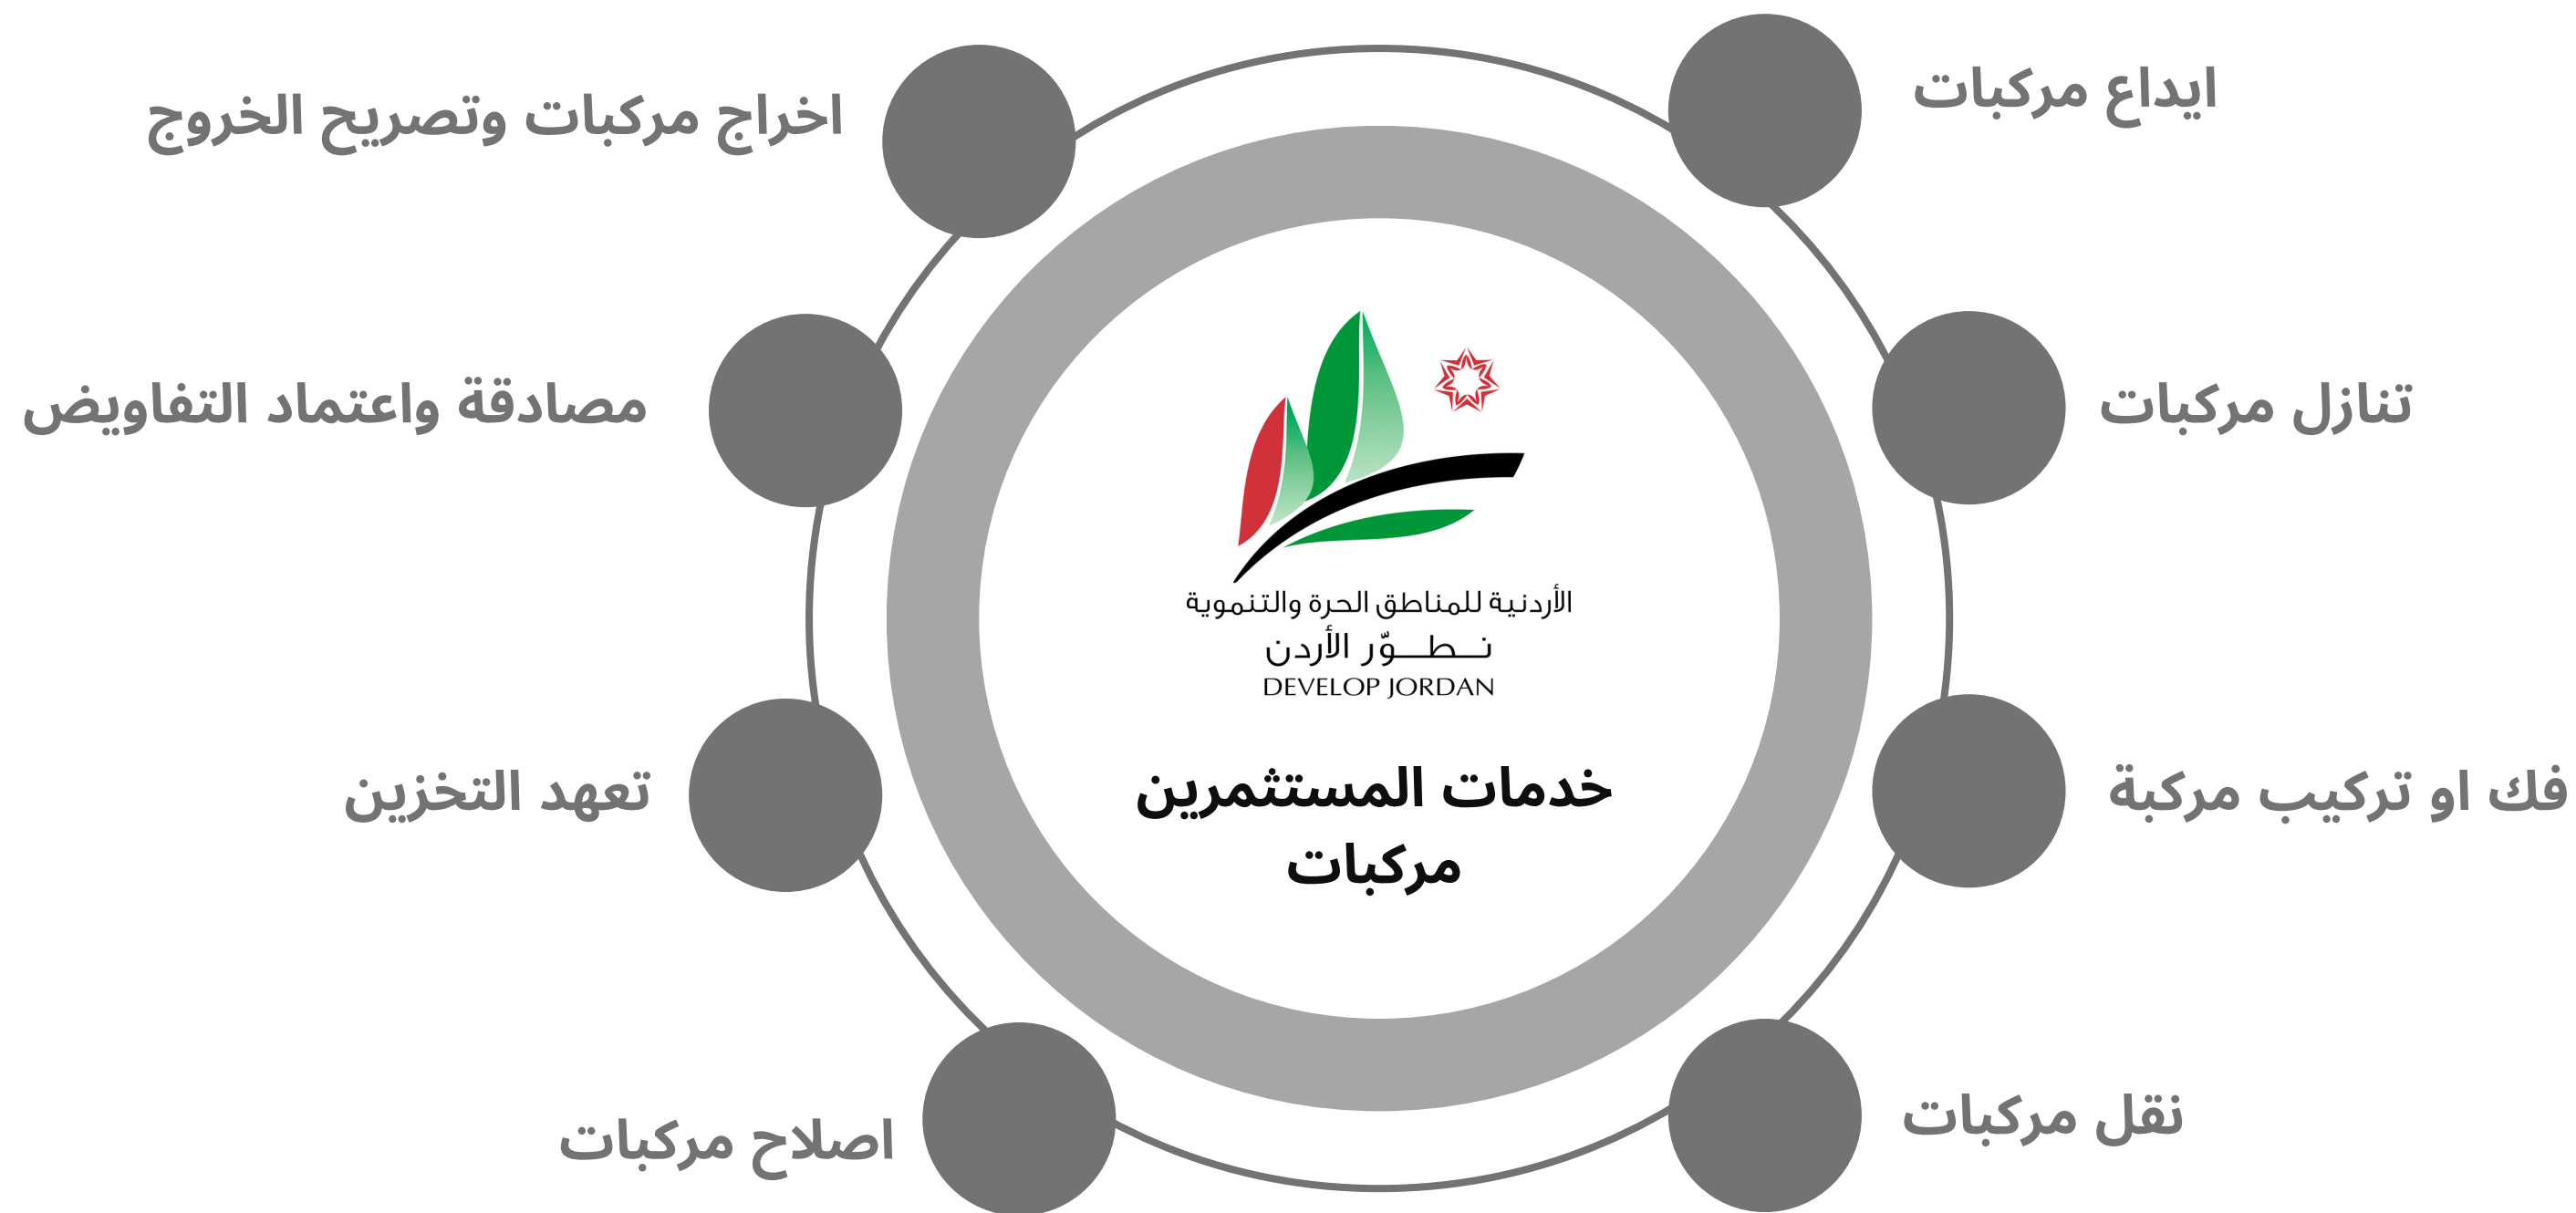 ايداع مركبات
اخراج مركبات وتصريح الخروج
تنازل مركبات
مصادقة واعتماد التفاويض
الأردنية للمناطق الحرة والتنموية
نـطـوّر الأردن
DEVELOP JORDAN
خدمات المستثمرين
مركبات
فك او تركيب مركبة
تعهد التخزين
نقل مركبات
اصلاح مركبات